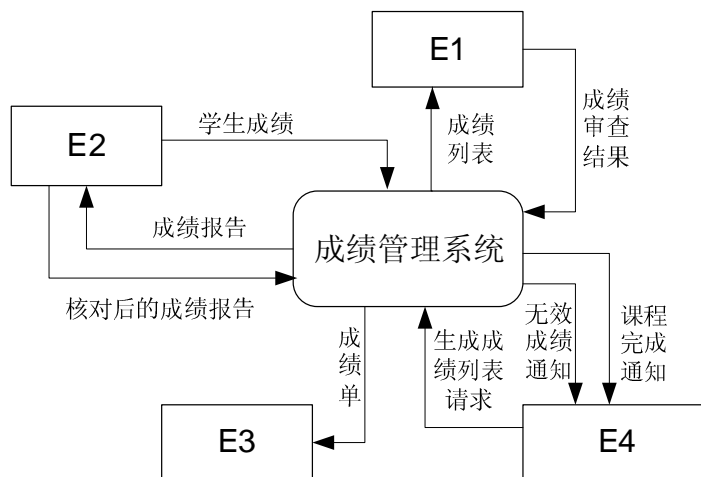 E1
成绩
审查
结果
成绩
列表
学生成绩
E2
成绩报告
成绩管理系统
核对后的成绩报告
成
绩
单
生成成
绩列表
请求
无效
成绩
通知
课程
完成
通知
E3
E4